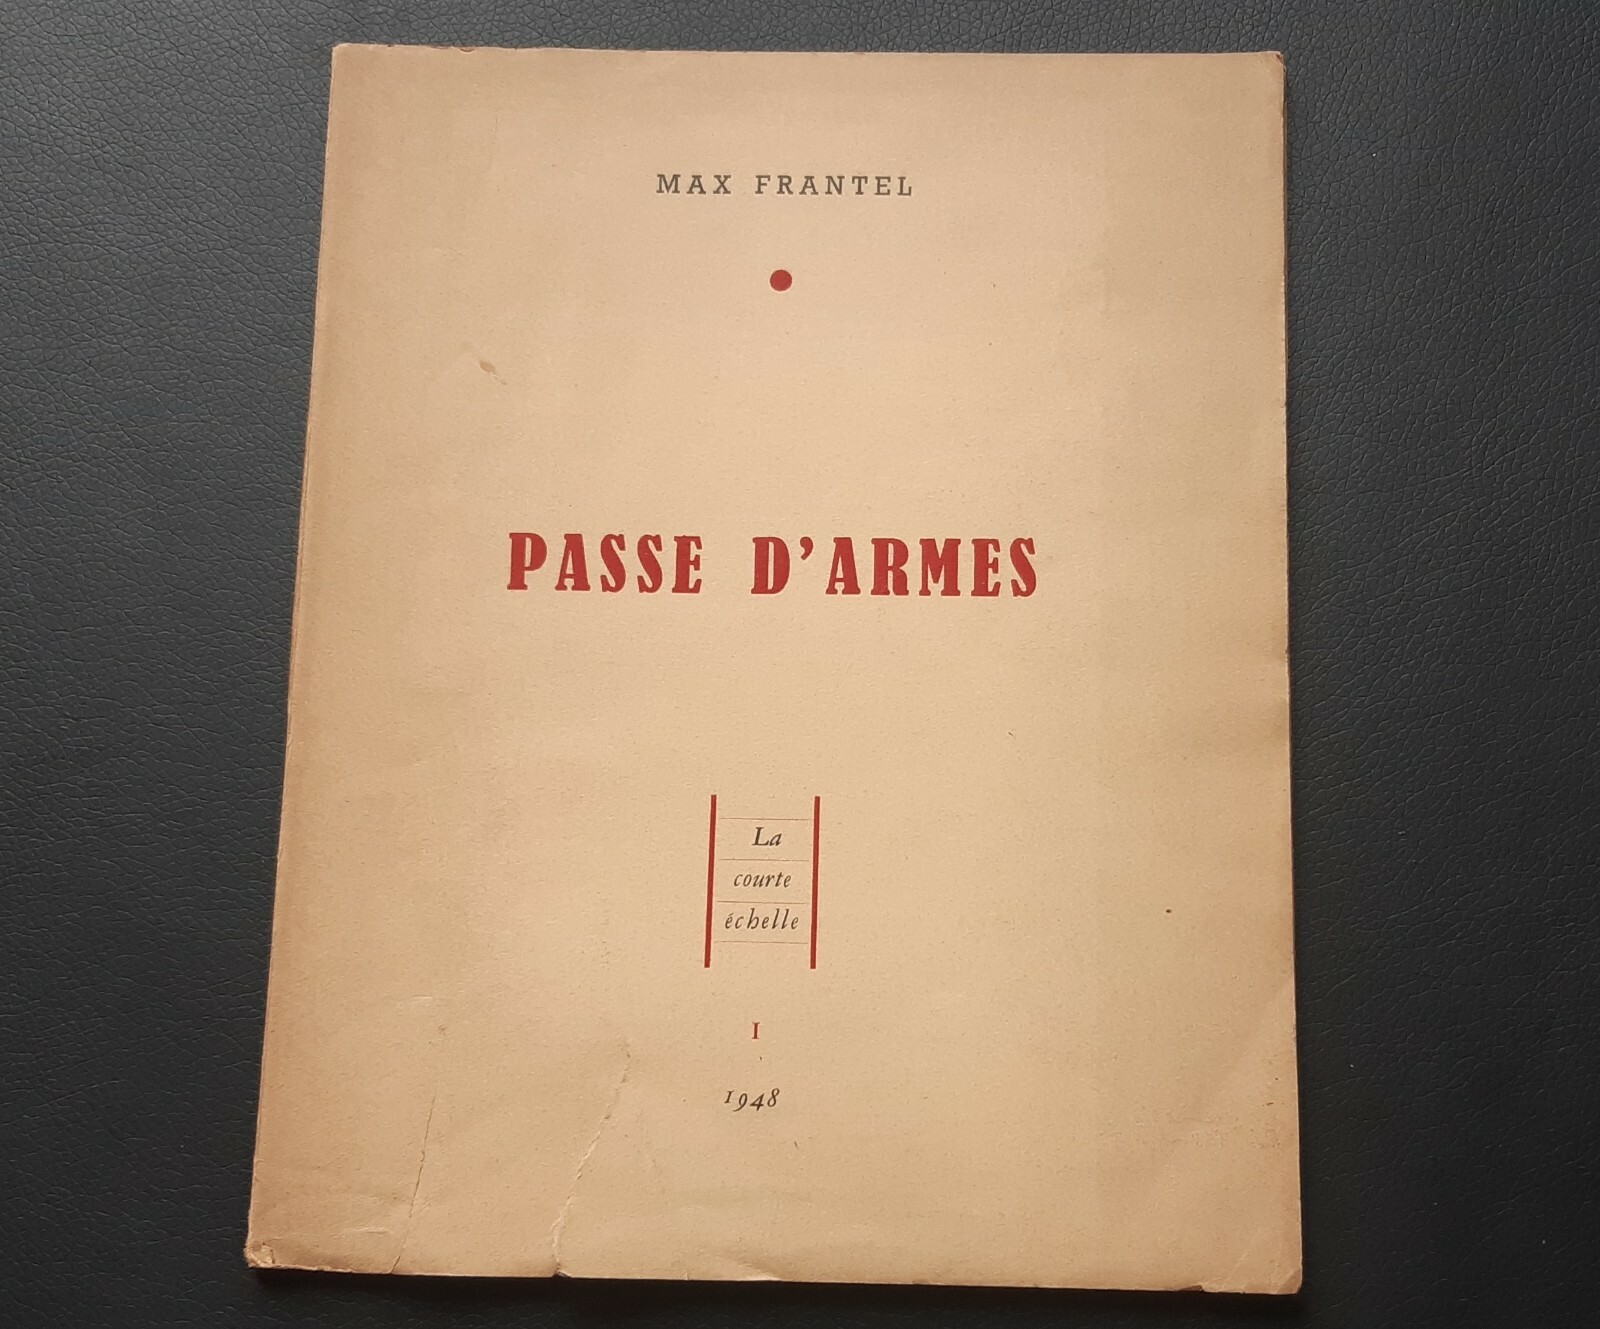 MAX FRANTEL
PASSE D'ARMES
La
courte
échelle
I
1948